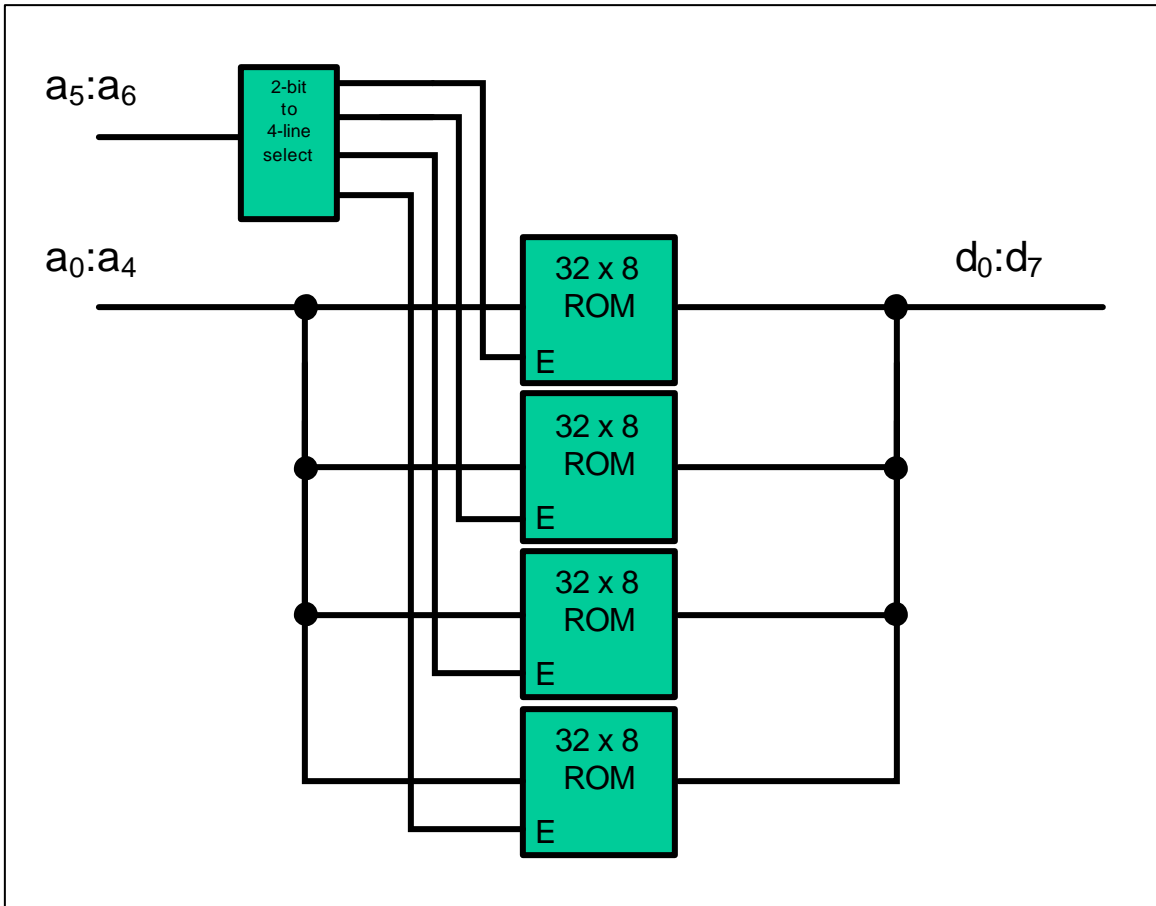 a₅:a₆
2-bit
to
4-line
select
a₀:a₄
32 x 8
ROM
E
d₀:d₇
32 x 8
ROM
E
32 x 8
ROM
E
32 x 8
ROM
E